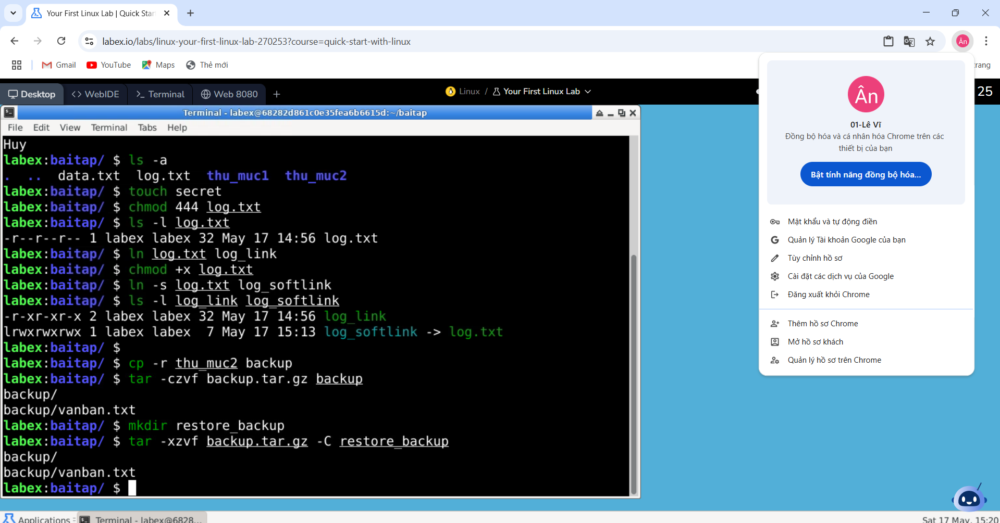 Your First Linux Lab | Quick Star
labex.io/labs/linux-your-first-linux-lab-270253?course=quick-start-with-linux
Ân
Gmail YouTube Maps Thẻ mới
trang
Desktop <> WebIDE >_ Terminal Web 8080 +
Linux / Your First Linux Lab
25
Terminal - labex@68282d861c0e35fea6b6615d:~/baitap
File Edit View Terminal Tabs Help
Huy
labex:baitap/ $ ls -a
. .. data.txt log.txt thu_muc1 thu_muc2
labex:baitap/ $ touch secret
labex:baitap/ $ chmod 444 log.txt
labex:baitap/ $ ls -l log.txt
-r--r--r-- 1 labex labex 32 May 17 14:56 log.txt
labex:baitap/ $ ln log.txt log_link
labex:baitap/ $ chmod +x log.txt
labex:baitap/ $ ln -s log.txt log_softlink
labex:baitap/ $ ls -l log_link log_softlink
-r-xr-xr-x 2 labex labex 32 May 17 14:56 log_link
lrwxrwxrwx 1 labex labex 7 May 17 15:13 log_softlink -> log.txt
labex:baitap/ $
labex:baitap/ $ cp -r thu_muc2 backup
labex:baitap/ $ tar -czvf backup.tar.gz backup
backup/
backup/vanban.txt
labex:baitap/ $ mkdir restore_backup
labex:baitap/ $ tar -xzvf backup.tar.gz -C restore_backup
backup/
backup/vanban.txt
labex:baitap/ $
Ân
01-Lê Vĩ
Đồng bộ hóa và cá nhân hóa Chrome trên các
thiết bị của bạn
Bật tính năng đồng bộ hóa...
Mật khẩu và tự động điền
Quản lý Tài khoản Google của bạn
Tùy chỉnh hồ sơ
Cài đặt các dịch vụ của Google
Đăng xuất khỏi Chrome
Thêm hồ sơ Chrome
Mở hồ sơ khách
Quản lý hồ sơ trên Chrome
Applications
Terminal - labex@6828...
Sat 17 May, 15:20